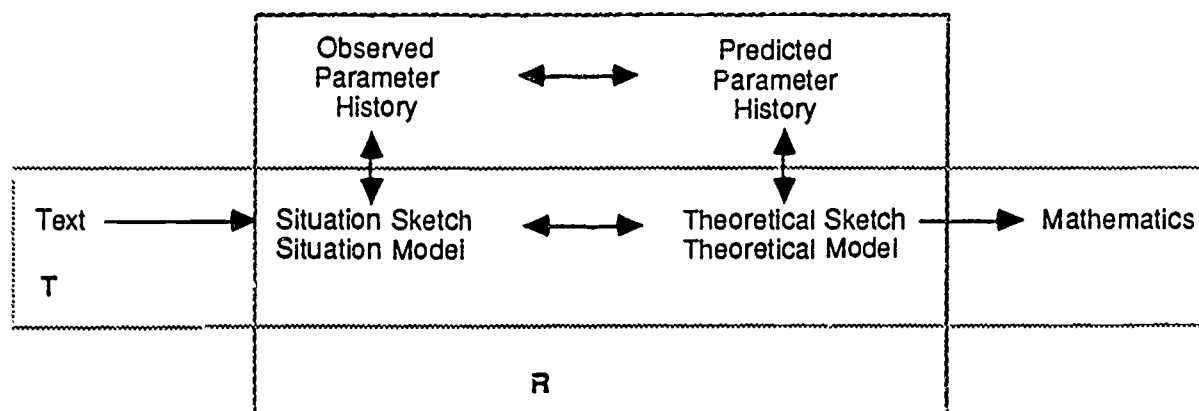 Observed
Parameter
History
Predicted
Parameter
History
Text
Situation Sketch
Situation Model
Theoretical Sketch
Theoretical Model
Mathematics
T
R